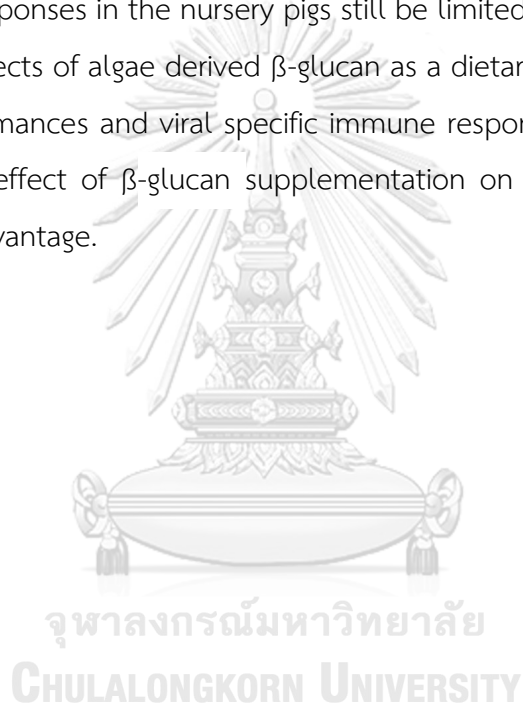 ponses in the nursery pigs still be limited
ects of algae derived ß-glucan as a dietar
mances and viral specific immune respor
effect of ß-glucan supplementation on
vantage.
จุฬาลงกรณ์มหาวิทยาลัย
CHULALONGKORN UNIVERSITY